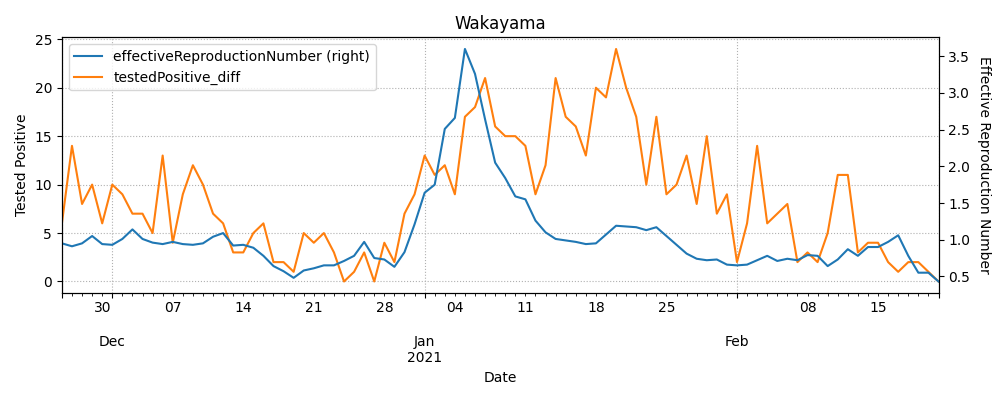 Wakayama
effectiveReproductionNumber (right)
testedPositive_diff
Tested Positive
25
20
15
10
5
0
Effective Reproduction Number
3.5
3.0
2.5
2.0
1.5
1.0
0.5
30 07 14 21 28 04 11 18 25 08 15
Dec Jan Feb
2021
Date